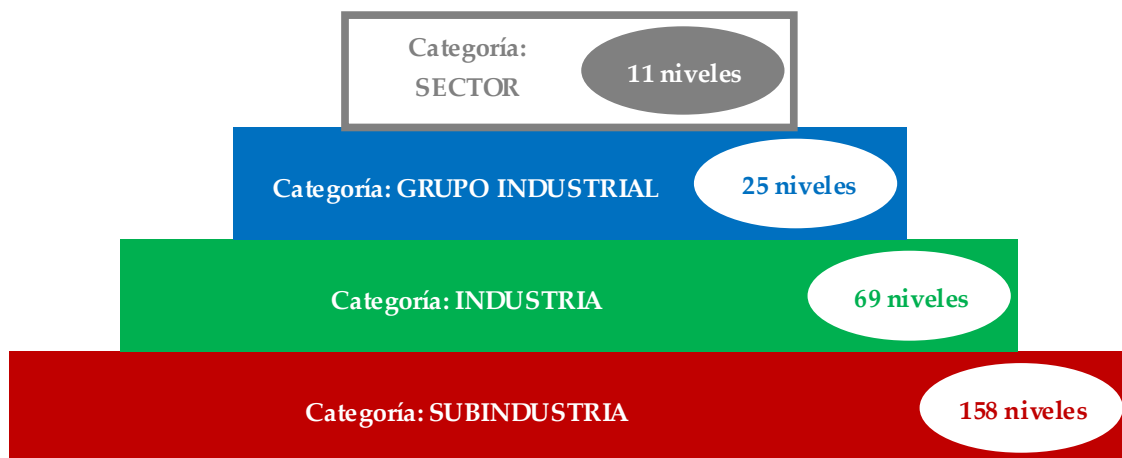 Categoría:
SECTOR
11 niveles
Categoría: GRUPO INDUSTRIAL
25 niveles
Categoría: INDUSTRIA
69 niveles
Categoría: SUBINDUSTRIA
158 niveles